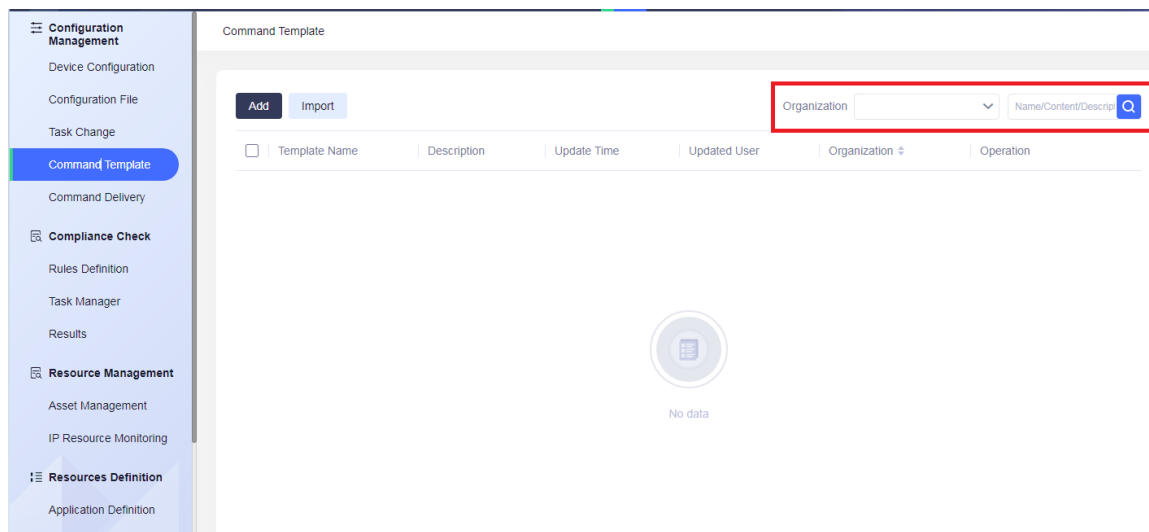 Configuration
Management
Device Configuration
Configuration File
Task Change
Command Template
Command Delivery
Compliance Check
Rules Definition
Task Manager
Results
Resource Management
Asset Management
IP Resource Monitoring
Resources Definition
Application Definition
Command Template
Add Import Organization Name/Content/Descript
Template Name Description Update Time Updated User Organization Operation
No data